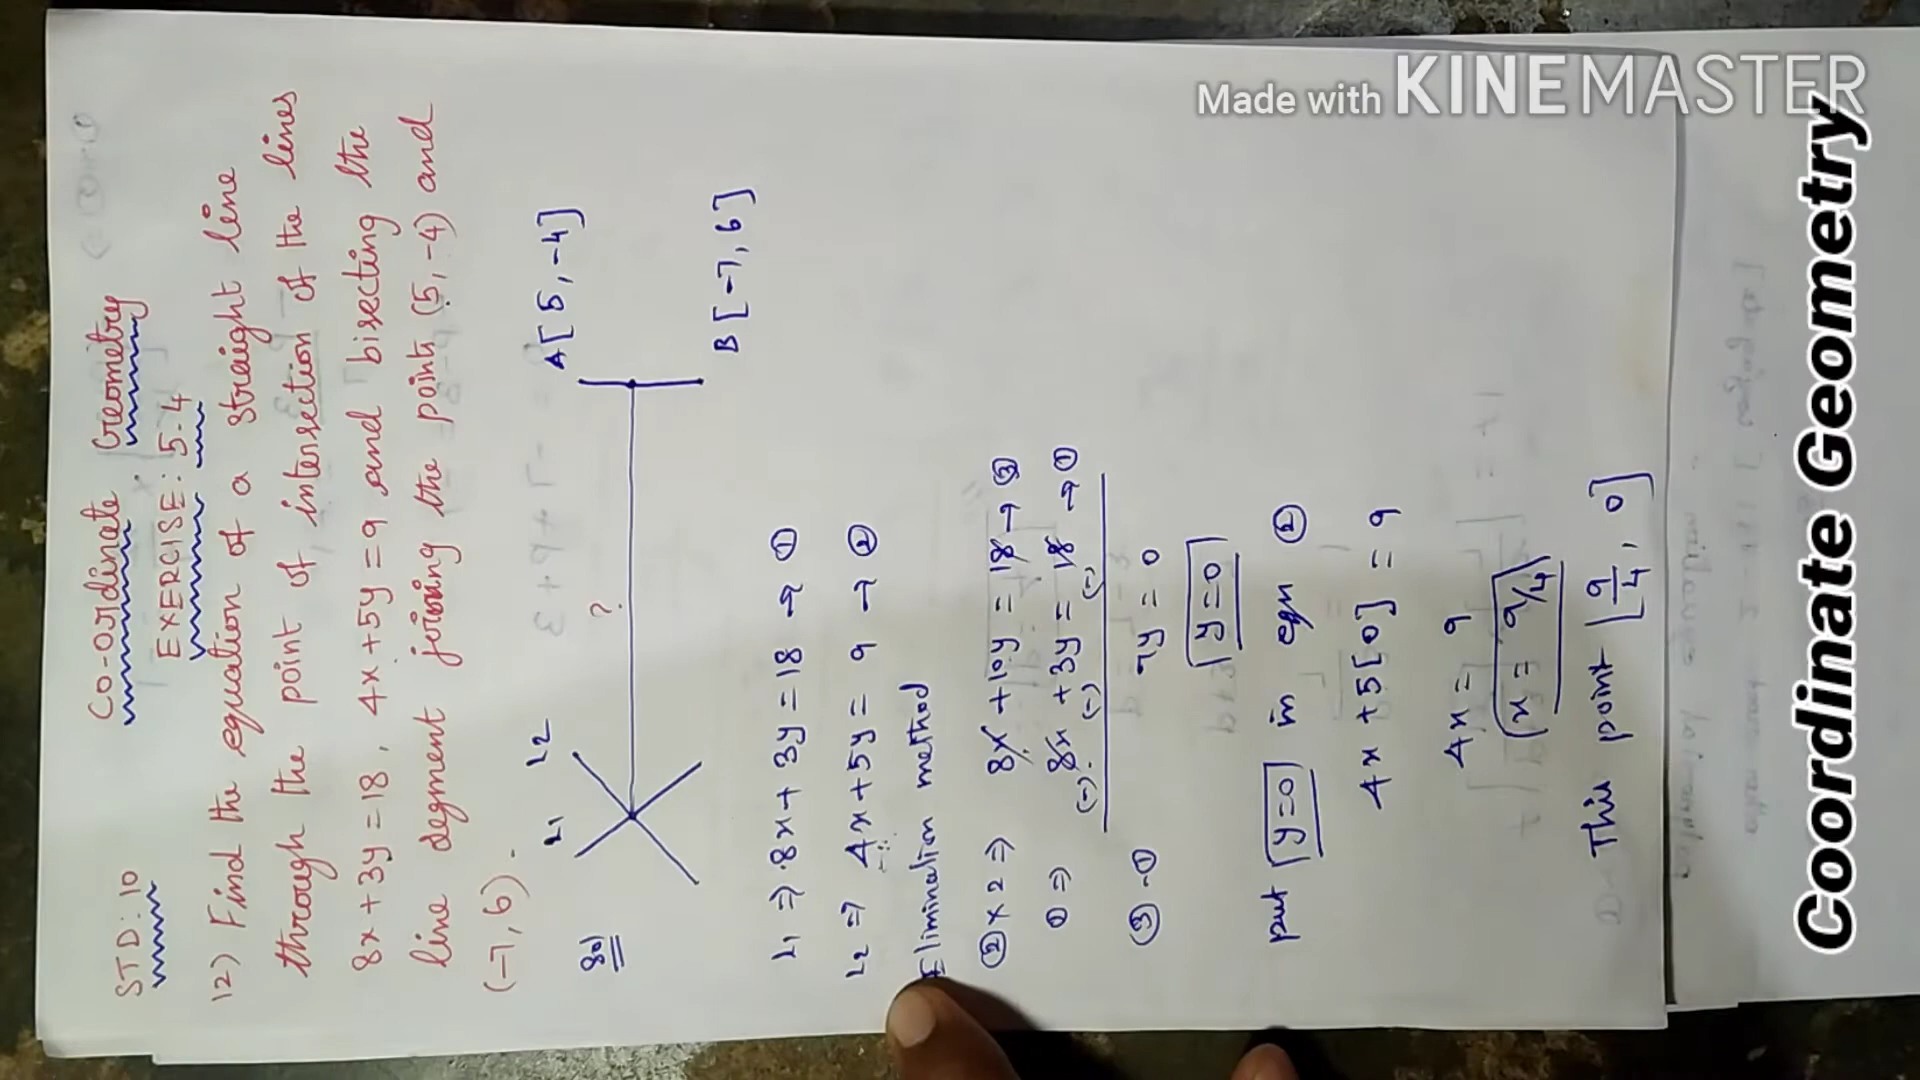 Made with KINEMASTER
Coordinate Geometry
Co-ordinate Geometry
STD: 10 EXERCISE: 5.4
12) Find the equation of a straight line
through the point of intersection of the lines
8x+3y=18, 4x+5y=9 and bisecting the
line segment joining the point (5,-4) and
(-7,6).
Sol
L1 L2
?
A[5,-4]
B[-7,6]
L1 ⇒ 8x+3y=18 → ①
L2 ⇒ 4x+5y=9 → ②
Elimination method
②×2 ⇒ 8x+10y=18 → ③
① ⇒ 8x+3y=18 → ①
(-) (-) (-)
③-① 7y=0
y=0
put y=0 in eqn ②
4x+5[0]=9
4x=9
x=9/4
This point [9/4, 0]